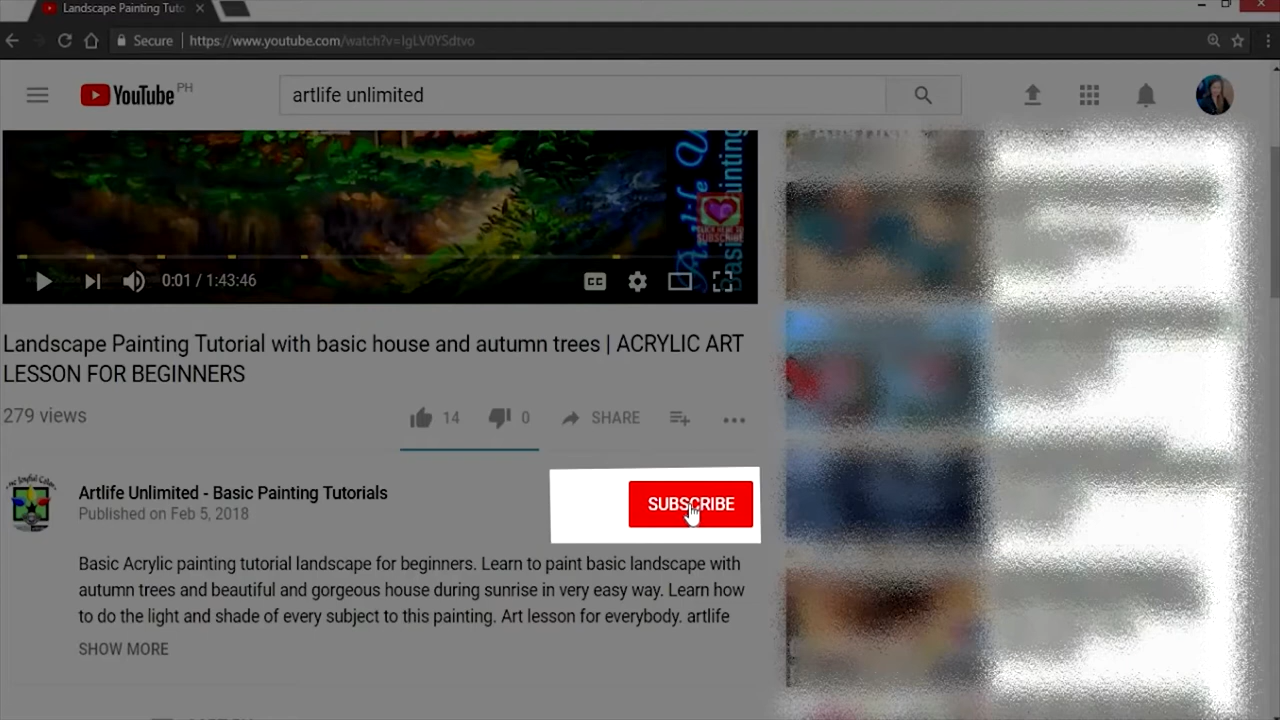 Landscape Painting Tuto
Secure https://www.youtube.com/watch?v=IgLV0YSdtvo
YouTube PH
artlife unlimited
0:01 / 1:43:46
CC
SUBSCRIBE
Landscape Painting Tutorial with basic house and autumn trees | ACRYLIC ART
LESSON FOR BEGINNERS
279 views
14
0
SHARE
Artlife Unlimited - Basic Painting Tutorials
SUBSCRIBE
Published on Feb 5, 2018
Basic Acrylic painting tutorial landscape for beginners. Learn to paint basic landscape with
autumn trees and beautiful and gorgeous house during sunrise in very easy way. Learn how
to do the light and shade of every subject to this painting. Art lesson for everybody. artlife
SHOW MORE